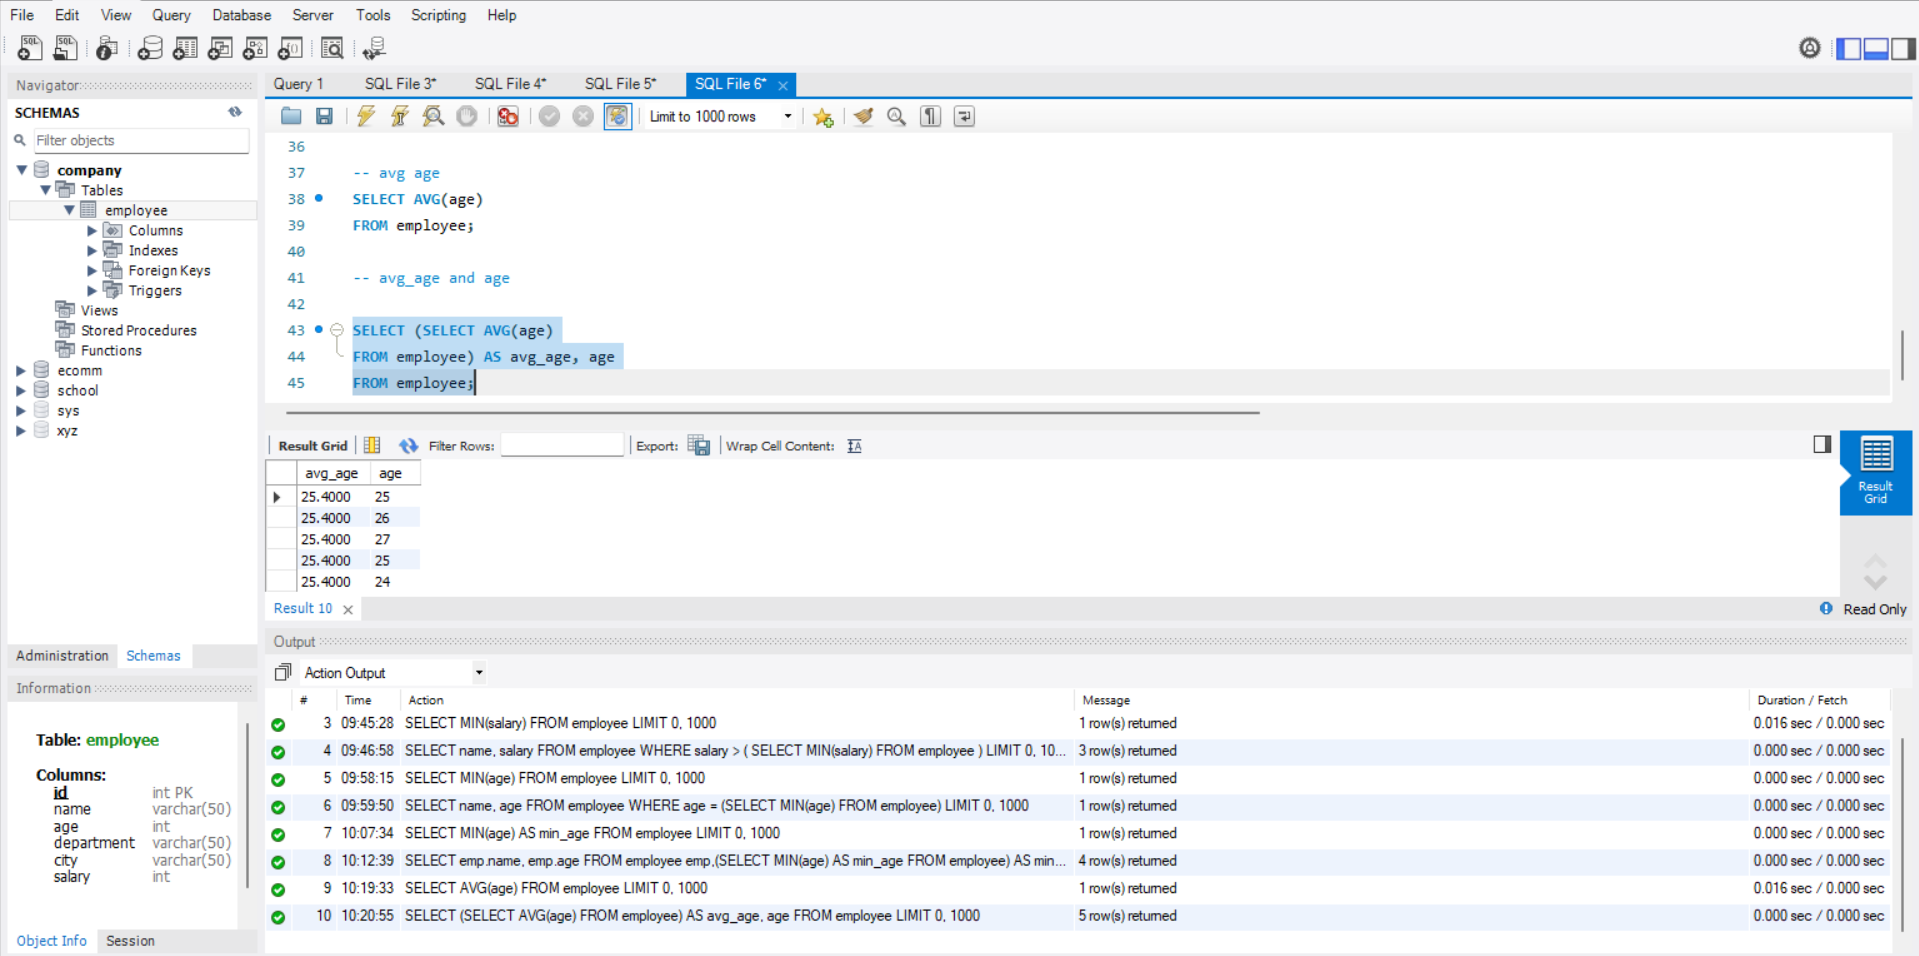 File Edit View Query Database Server Tools Scripting Help
Navigator
SCHEMAS
Filter objects
company
Tables
employee
Columns
Indexes
Foreign Keys
Triggers
Views
Stored Procedures
Functions
ecomm
school
sys
xyz
Administration Schemas
Information
Table: employee
Columns:
id int PK
name varchar(50)
age int
department varchar(50)
city varchar(50)
salary int
Object Info Session
Query 1 SQL File 3* SQL File 4* SQL File 5* SQL File 6*
Limit to 1000 rows
36
37 -- avg age
38 SELECT AVG(age)
39 FROM employee;
40
41 -- avg_age and age
42
43 SELECT (SELECT AVG(age)
44 FROM employee) AS avg_age, age
45 FROM employee;
Result Grid Filter Rows: Export: Wrap Cell Content:
avg_age age
25.4000 25
25.4000 26
25.4000 27
25.4000 25
25.4000 24
Result Grid
Result 10
Read Only
Output
Action Output
# Time Action Message Duration / Fetch
3 09:45:28 SELECT MIN(salary) FROM employee LIMIT 0, 1000 1 row(s) returned 0.016 sec / 0.000 sec
4 09:46:58 SELECT name, salary FROM employee WHERE salary > ( SELECT MIN(salary) FROM employee ) LIMIT 0, 10... 3 row(s) returned 0.000 sec / 0.000 sec
5 09:58:15 SELECT MIN(age) FROM employee LIMIT 0, 1000 1 row(s) returned 0.000 sec / 0.000 sec
6 09:59:50 SELECT name, age FROM employee WHERE age = (SELECT MIN(age) FROM employee) LIMIT 0, 1000 1 row(s) returned 0.000 sec / 0.000 sec
7 10:07:34 SELECT MIN(age) AS min_age FROM employee LIMIT 0, 1000 1 row(s) returned 0.000 sec / 0.000 sec
8 10:12:39 SELECT emp.name, emp.age FROM employee emp,(SELECT MIN(age) AS min_age FROM employee) AS min... 4 row(s) returned 0.000 sec / 0.000 sec
9 10:19:33 SELECT AVG(age) FROM employee LIMIT 0, 1000 1 row(s) returned 0.016 sec / 0.000 sec
10 10:20:55 SELECT (SELECT AVG(age) FROM employee) AS avg_age, age FROM employee LIMIT 0, 1000 5 row(s) returned 0.000 sec / 0.000 sec